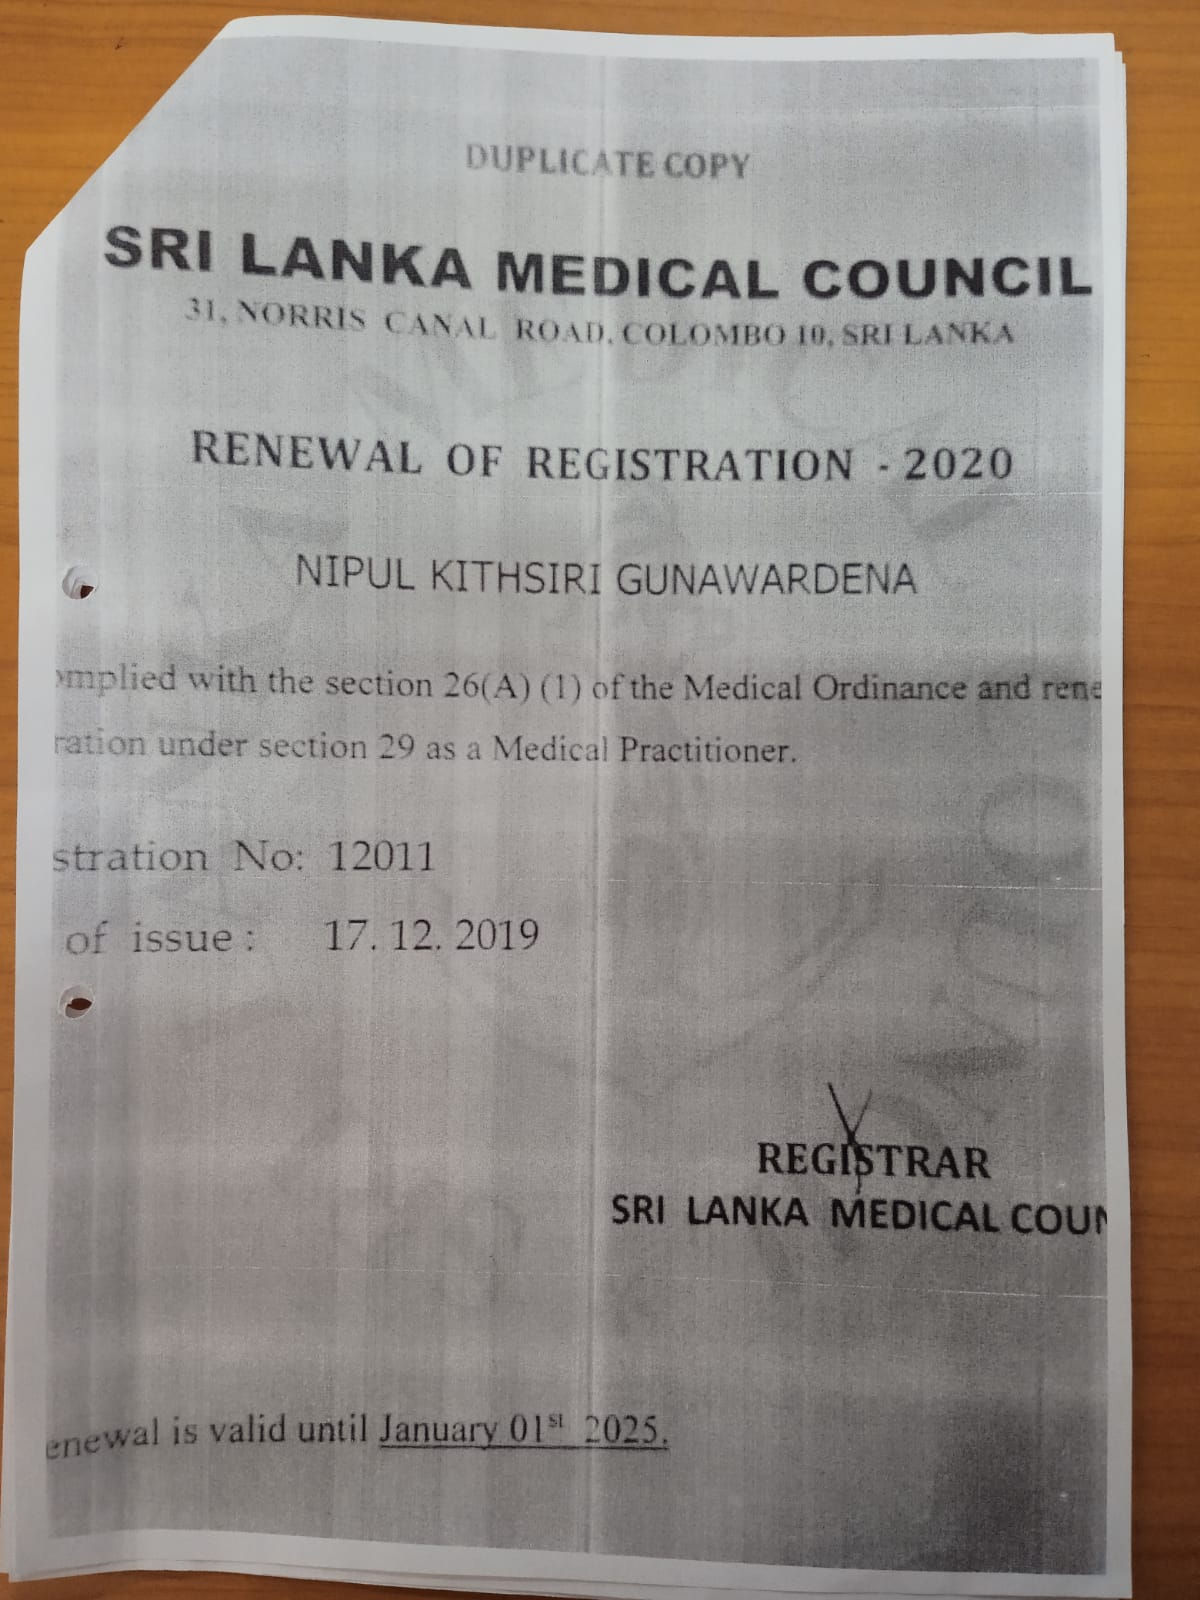 DUPLICATE COPY
SRI LANKA MEDICAL COUNCIL
31, NORRIS CANAL ROAD, COLOMBO 10, SRI LANKA
RENEWAL OF REGISTRATION - 2020
NIPUL KITHSIRI GUNAWARDENA
omplied with the section 26(A) (1) of the Medical Ordinance and rene
ration under section 29 as a Medical Practitioner.
stration No: 12011
of issue : 17. 12. 2019
REGISTRAR
SRI LANKA MEDICAL COUN
enewal is valid until January 01st 2025.